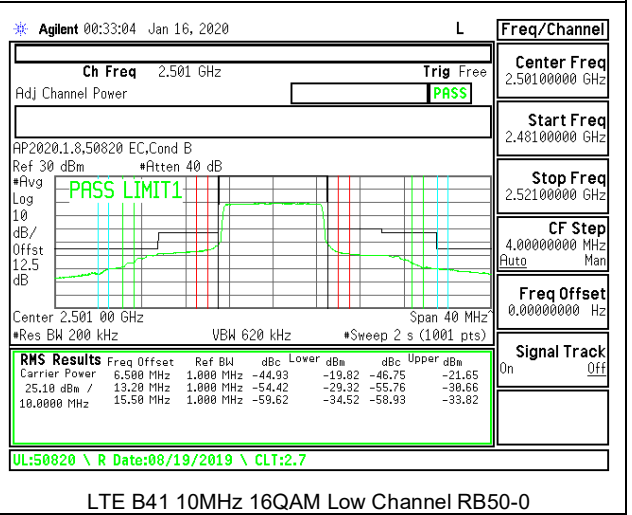 Agilent 00:33:04 Jan 16, 2020 L
Freq/Channel
Ch Freq 2.501 GHz Trig Free
Adj Channel Power PASS
Center Freq
2.50100000 GHz
Start Freq
2.48100000 GHz
Stop Freq
2.52100000 GHz
CF Step
4.00000000 MHz
Auto Man
Freq Offset
0.00000000 Hz
Signal Track
On Off
AP2020.1.8,50820 EC,Cond B
Ref 30 dBm #Atten 40 dB
#Avg
Log
10
dB/
Offst
12.5
dB
PASS LIMIT1
Center 2.501 00 GHz Span 40 MHz^
#Res BW 200 kHz VBW 620 kHz #Sweep 2 s (1001 pts)
RMS Results Freq Offset Ref BW dBc Lower dBm dBc Upper dBm
Carrier Power 6.500 MHz 1.000 MHz -44.93 -19.82 -46.75 -21.65
25.10 dBm / 13.20 MHz 1.000 MHz -54.42 -29.32 -55.76 -30.66
10.0000 MHz 15.50 MHz 1.000 MHz -59.62 -34.52 -58.93 -33.82
UL:50820 \ R Date:08/19/2019 \ CLT:2.7
LTE B41 10MHz 16QAM Low Channel RB50-0